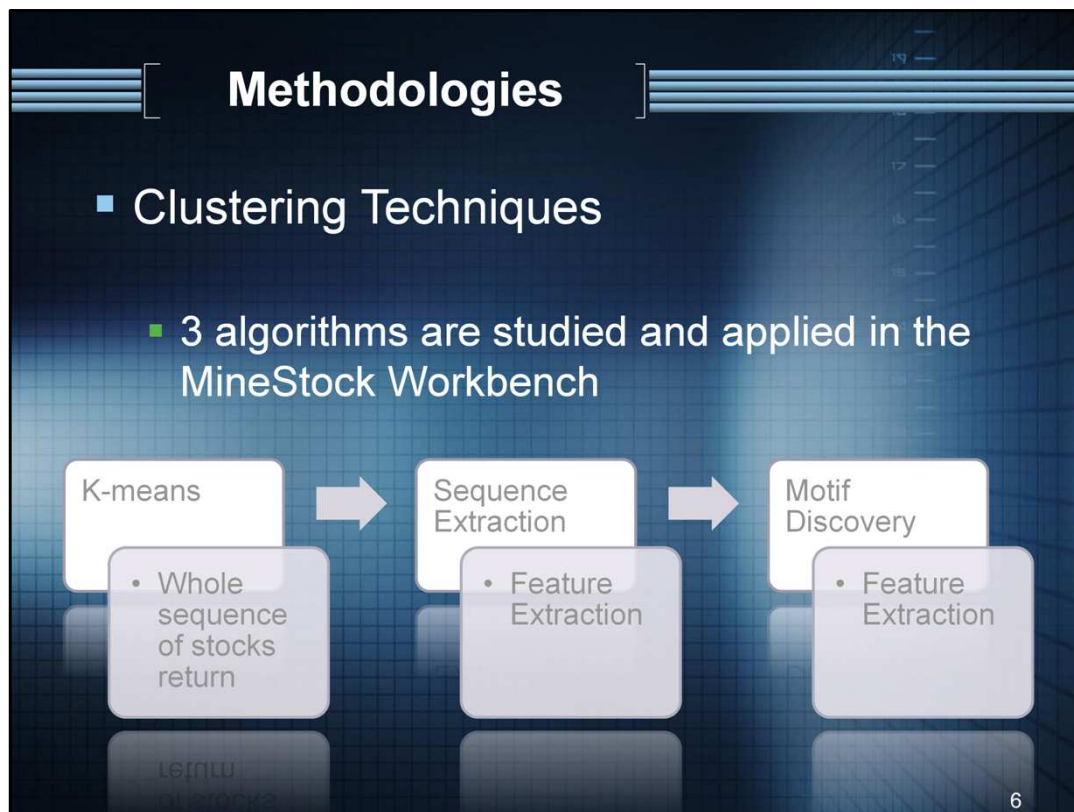 Methodologies
Clustering Techniques
3 algorithms are studied and applied in the
MineStock Workbench
K-means
• Whole
sequence
of stocks
return
Sequence
Extraction
• Feature
Extraction
Motif
Discovery
• Feature
Extraction
17
6